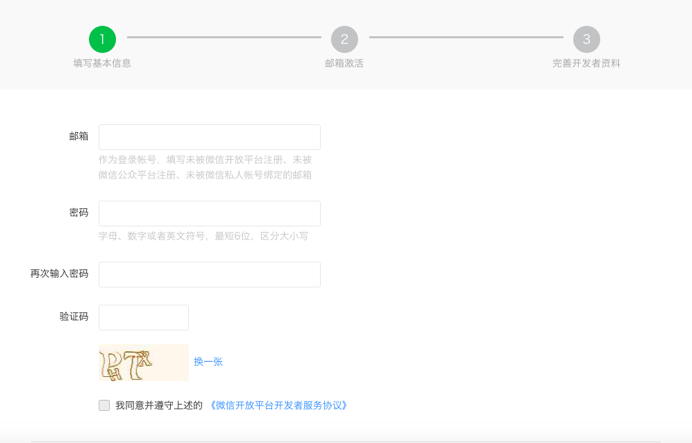 1
2
3
填写基本信息
邮箱激活
完善开发者资料
邮箱
作为登录帐号，填写未被微信开放平台注册、未被
微信公众平台注册、未被微信私人帐号绑定的邮箱
密码
字母、数字或者英文符号，最短6位，区分大小写
再次输入密码
验证码
换一张
我同意并遵守上述的 《微信开放平台开发者服务协议》